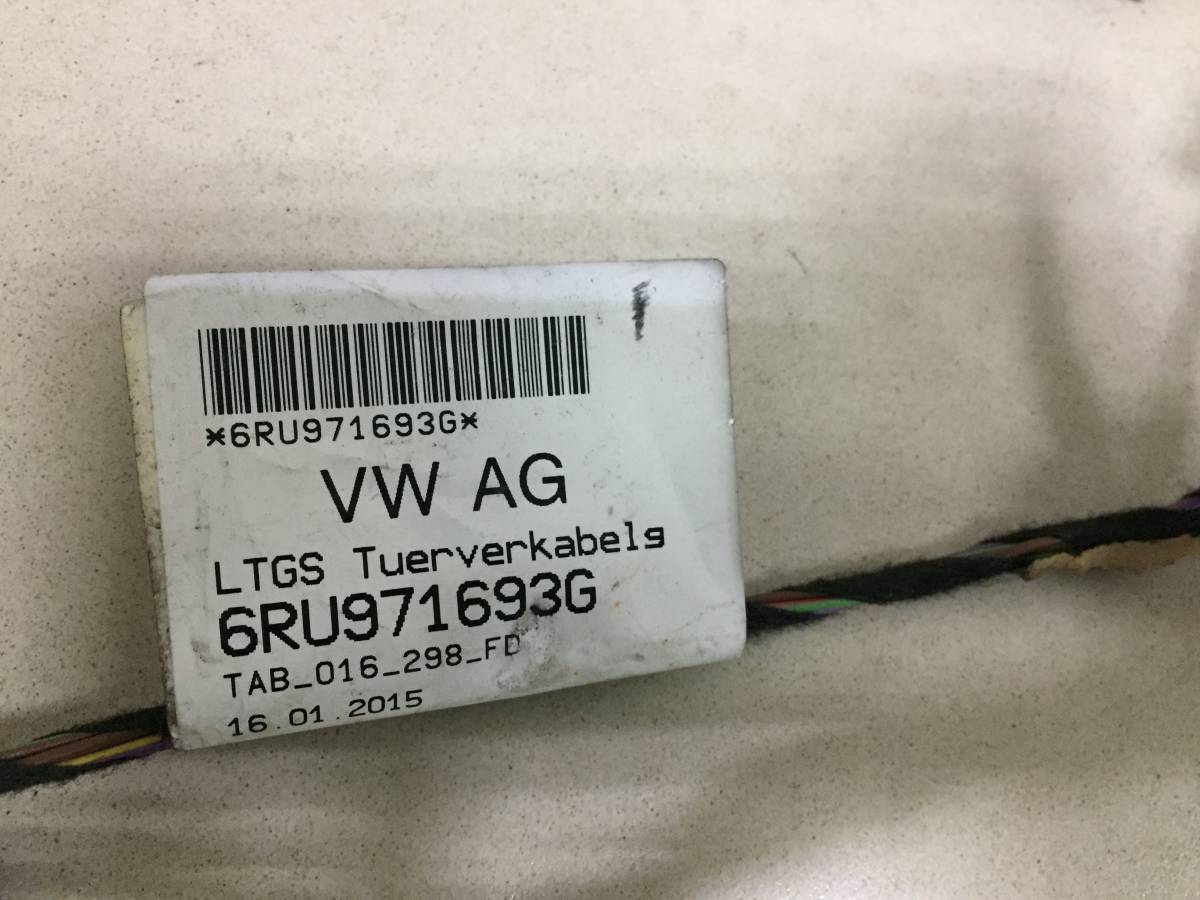 *6RU971693G*
VW AG
LTGS Tuerverkabelg
6RU971693G
TAB_016_298_FD
16.01.2015